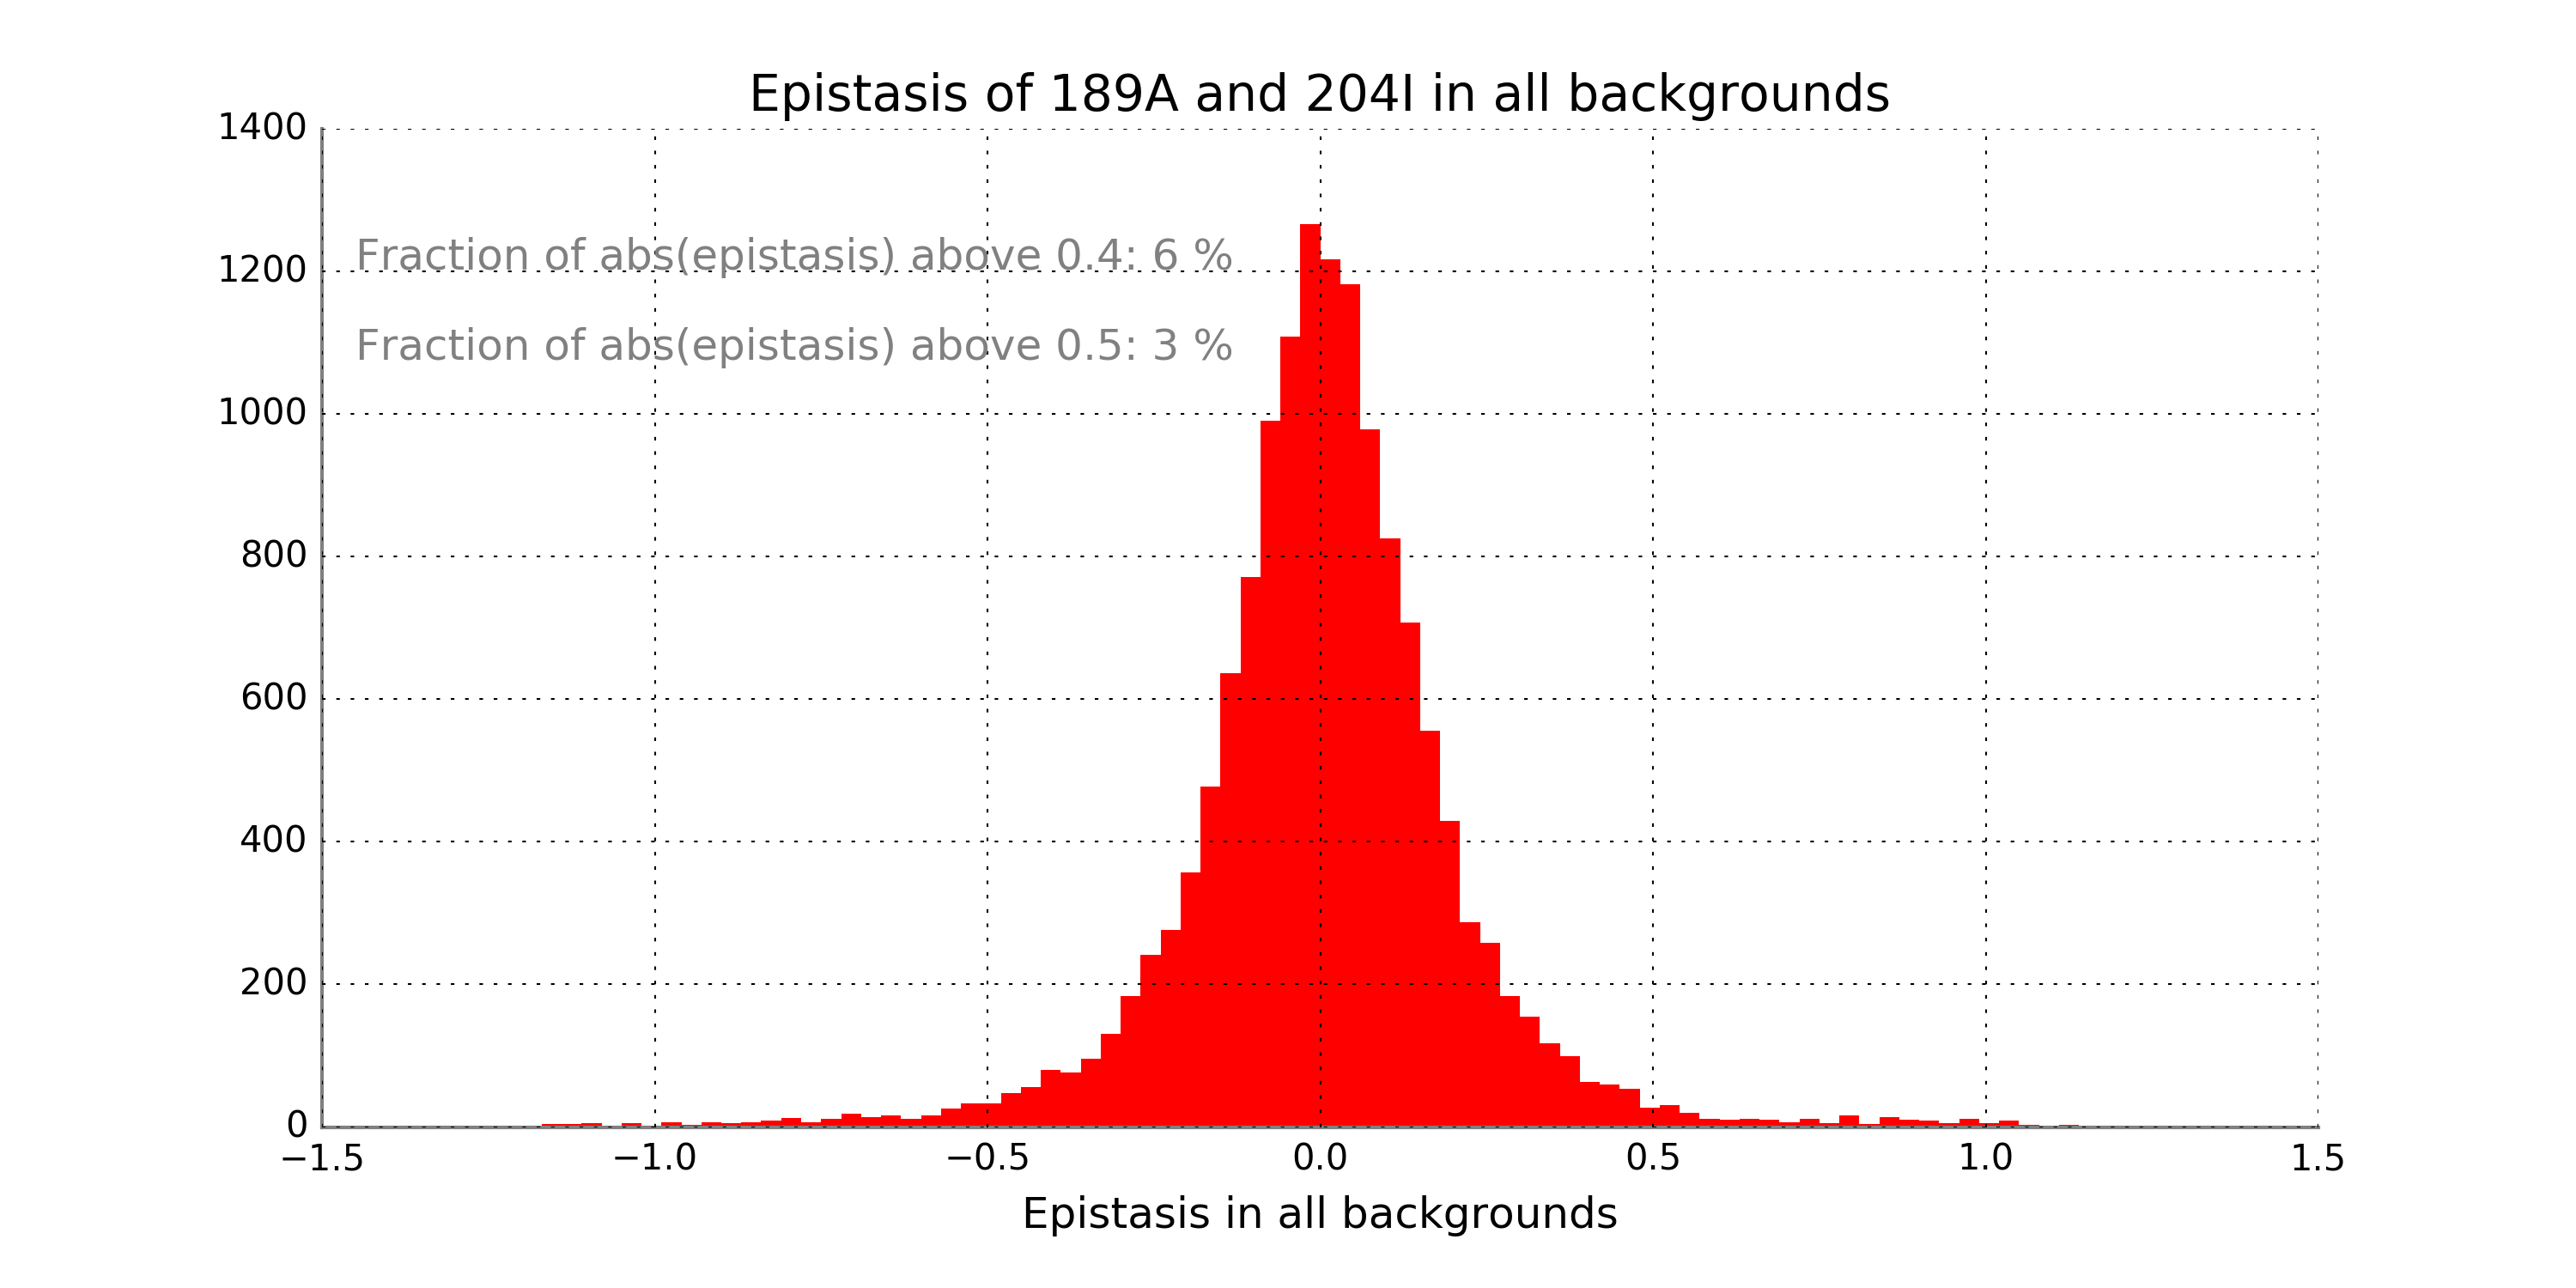 Epistasis of 189A and 204I in all backgrounds
1400
1200
1000
800
600
400
200
0
Fraction of abs(epistasis) above 0.4: 6 %
Fraction of abs(epistasis) above 0.5: 3 %
−1.5 −1.0 −0.5 0.0 0.5 1.0 1.5
Epistasis in all backgrounds